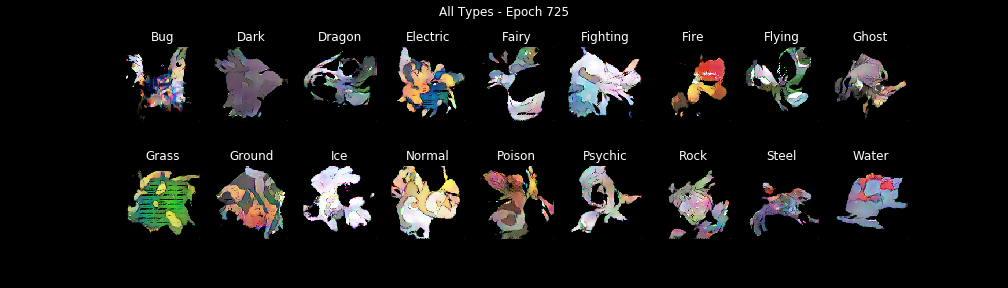 All Types - Epoch 725
Bug Dark Dragon Electric Fairy Fighting Fire Flying Ghost
Grass Ground Ice Normal Poison Psychic Rock Steel Water